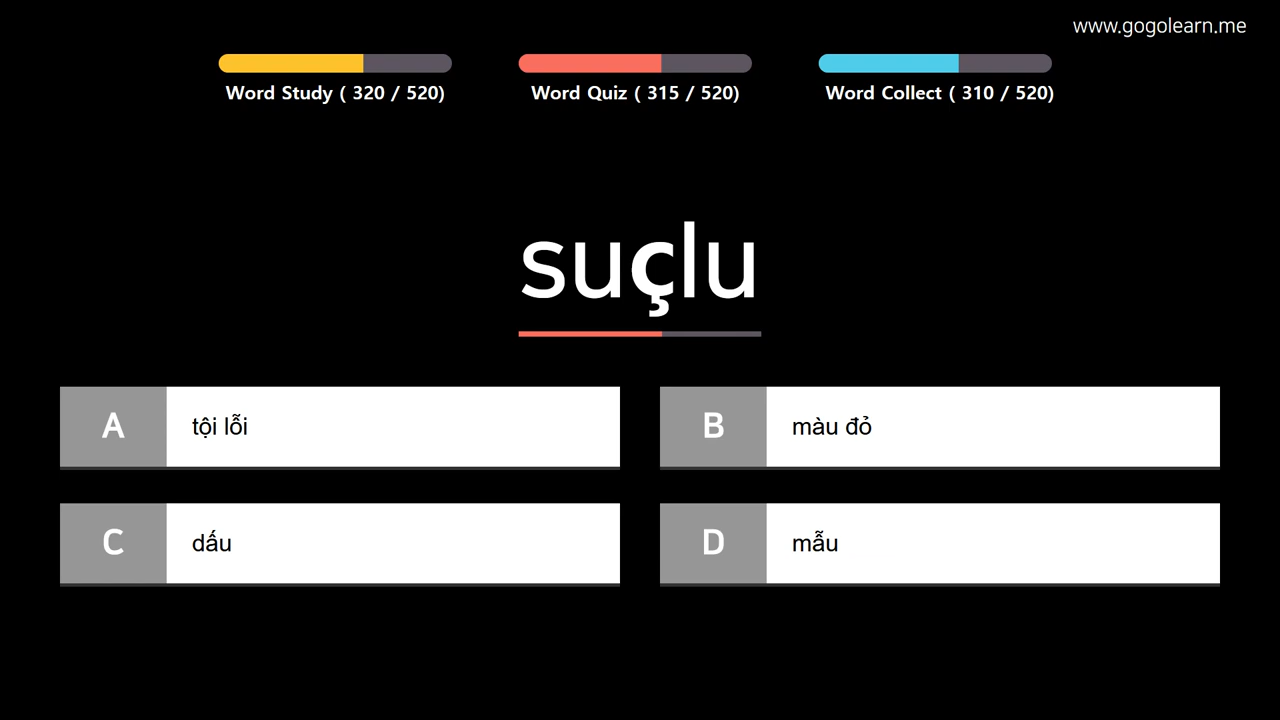 www.gogolearn.me
Word Study ( 320 / 520)
Word Quiz ( 315 / 520)
Word Collect ( 310 / 520)
suçlu
A
tội lỗi
B
màu đỏ
C
dấu
D
mẫu